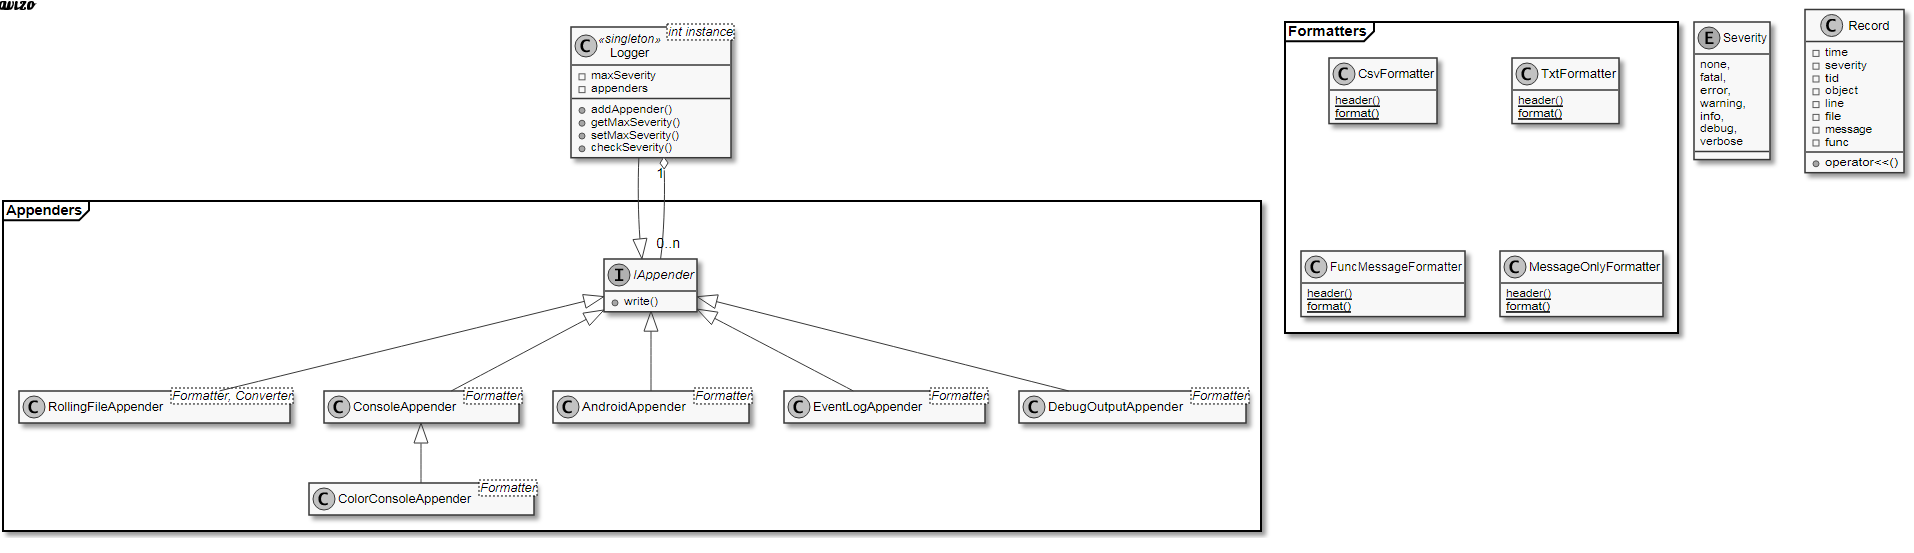 «singleton»
Logger
int instance
maxSeverity
appenders
addAppender()
getMaxSeverity()
setMaxSeverity()
checkSeverity()
1
0..n
Appenders
IAppender
write()
RollingFileAppender
Formatter, Converter
ConsoleAppender
Formatter
AndroidAppender
Formatter
EventLogAppender
Formatter
DebugOutputAppender
Formatter
ColorConsoleAppender
Formatter
Formatters
CsvFormatter
header()
format()
TxtFormatter
header()
format()
FuncMessageFormatter
header()
format()
MessageOnlyFormatter
header()
format()
Severity
none,
fatal,
error,
warning,
info,
debug,
verbose
Record
time
severity
tid
object
line
file
message
func
operator<<()